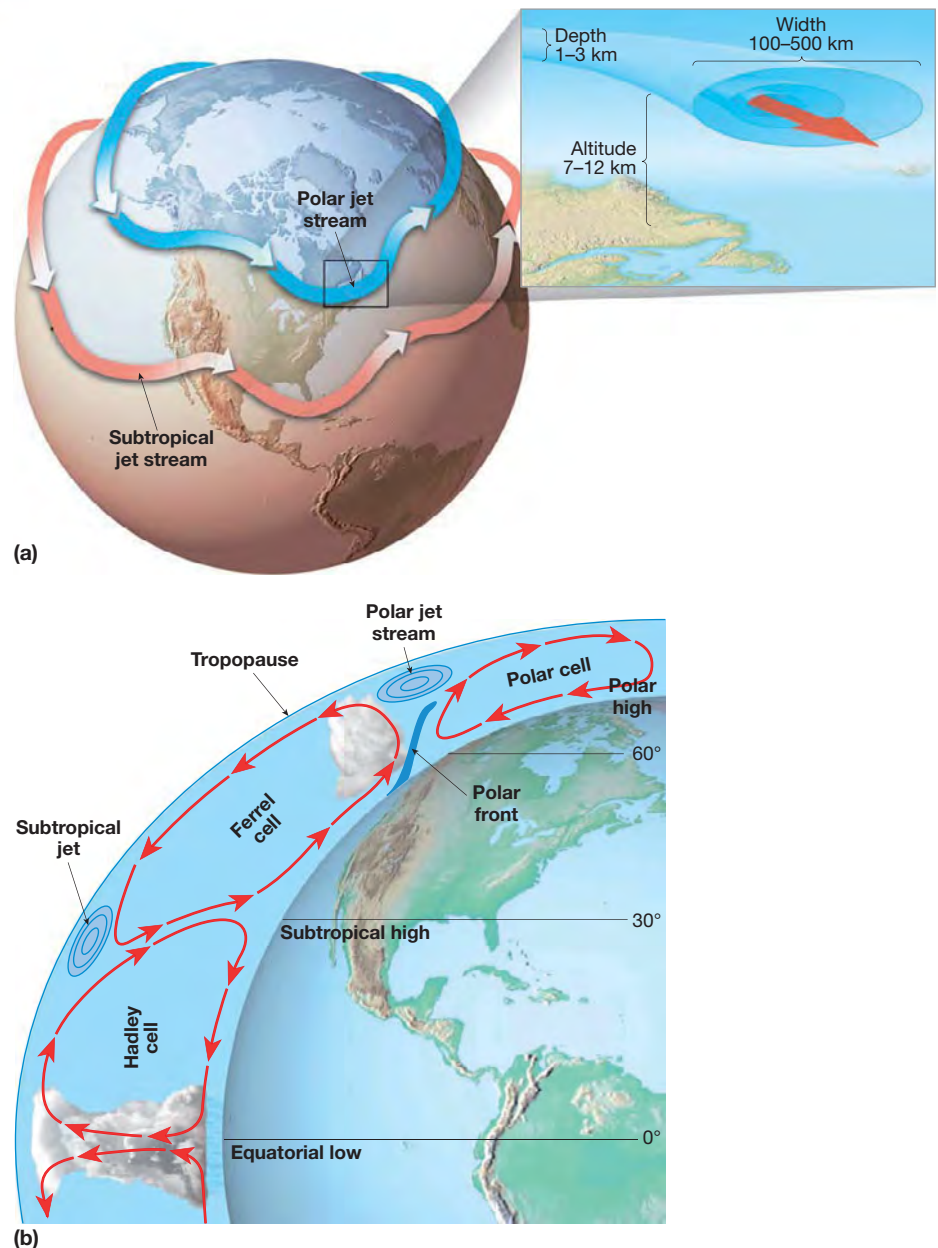 Depth
1–3 km
Width
100–500 km
Altitude
7–12 km
Polar jet
stream
Subtropical
jet stream
(a)
Polar jet
stream
Tropopause
Polar cell
Polar
high
60°
Polar
front
Ferrel
cell
Subtropical
jet
30°
Subtropical high
Hadley
cell
0°
Equatorial low
(b)